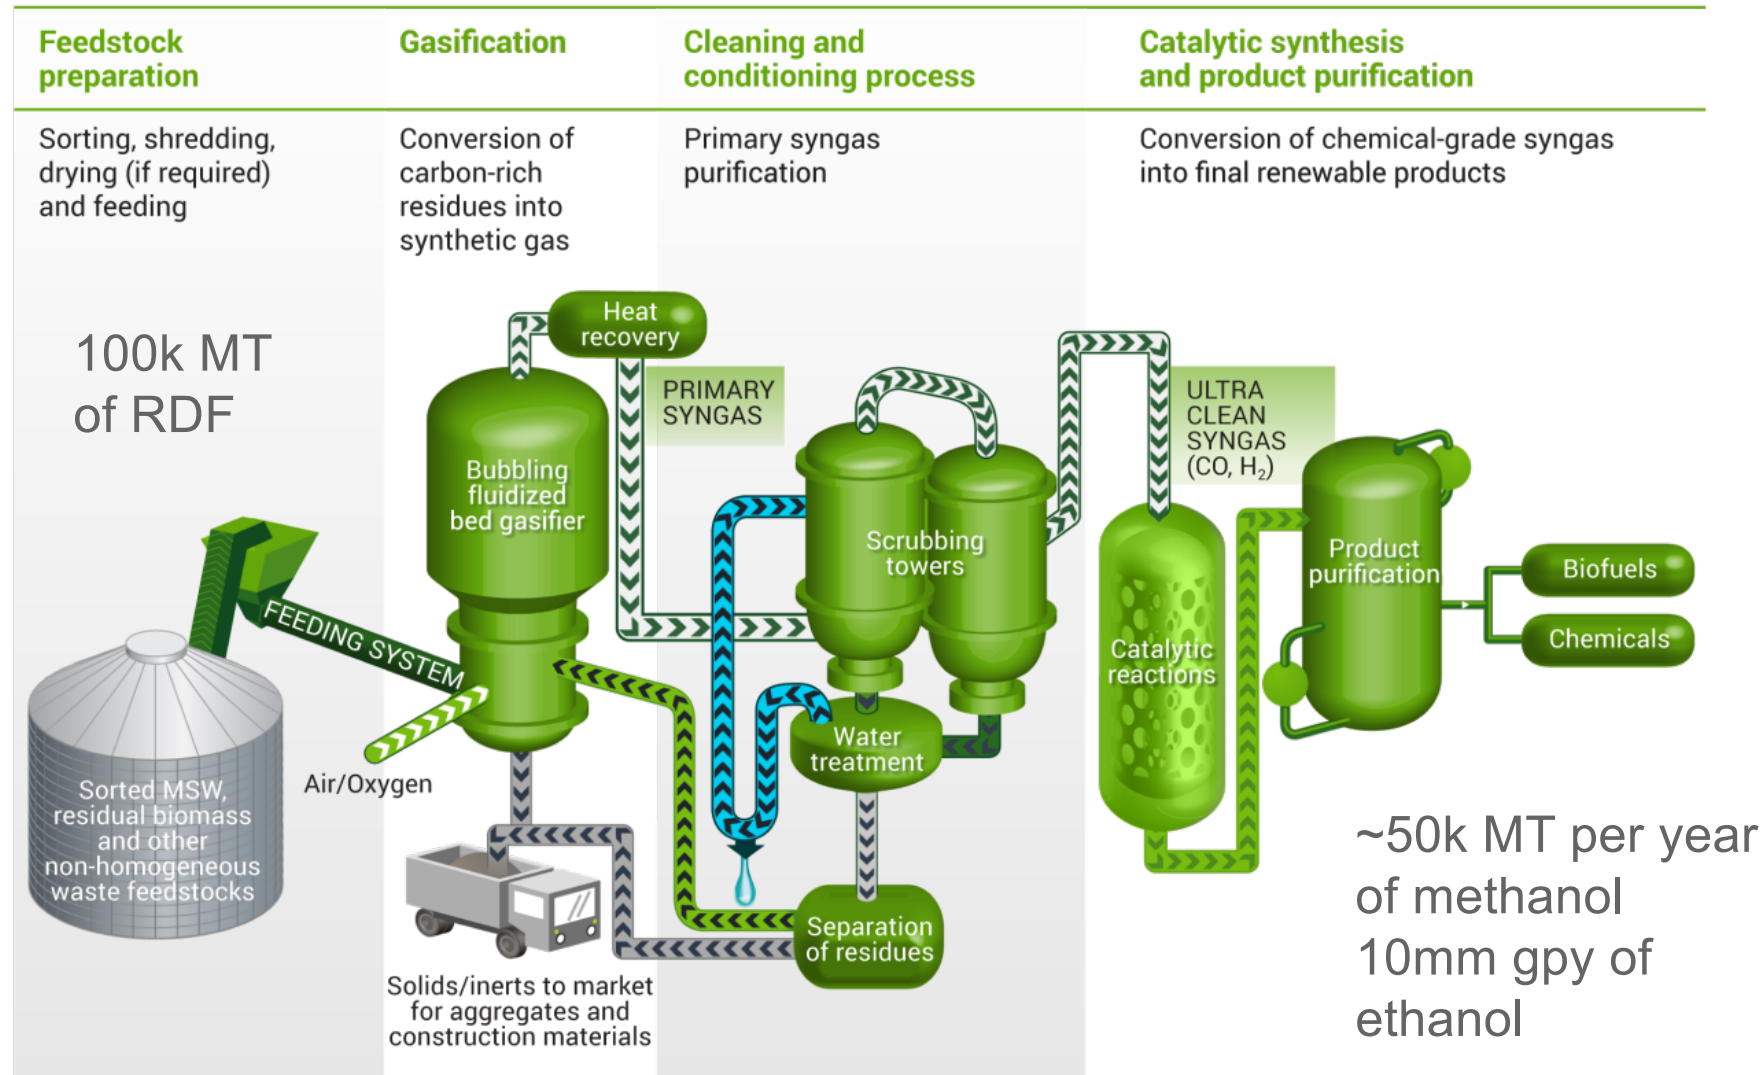 Feedstock
preparation
Gasification
Cleaning and
conditioning process
Catalytic synthesis
and product purification
Sorting, shredding,
drying (if required)
and feeding
Conversion of
carbon-rich
residues into
synthetic gas
Primary syngas
purification
Conversion of chemical-grade syngas
into final renewable products
100k MT
of RDF
Heat
recovery
PRIMARY
SYNGAS
ULTRA
CLEAN
SYNGAS
(CO, H₂)
Bubbling
fluidized
bed gasifier
Scrubbing
towers
Product
purification
Biofuels
Chemicals
FEEDING SYSTEM
Catalytic
reactions
Water
treatment
Air/Oxygen
Sorted MSW,
residual biomass
and other
non-homogeneous
waste feedstocks
Separation
of residues
Solids/inerts to market
for aggregates and
construction materials
~50k MT per year
of methanol
10mm gpy of
ethanol